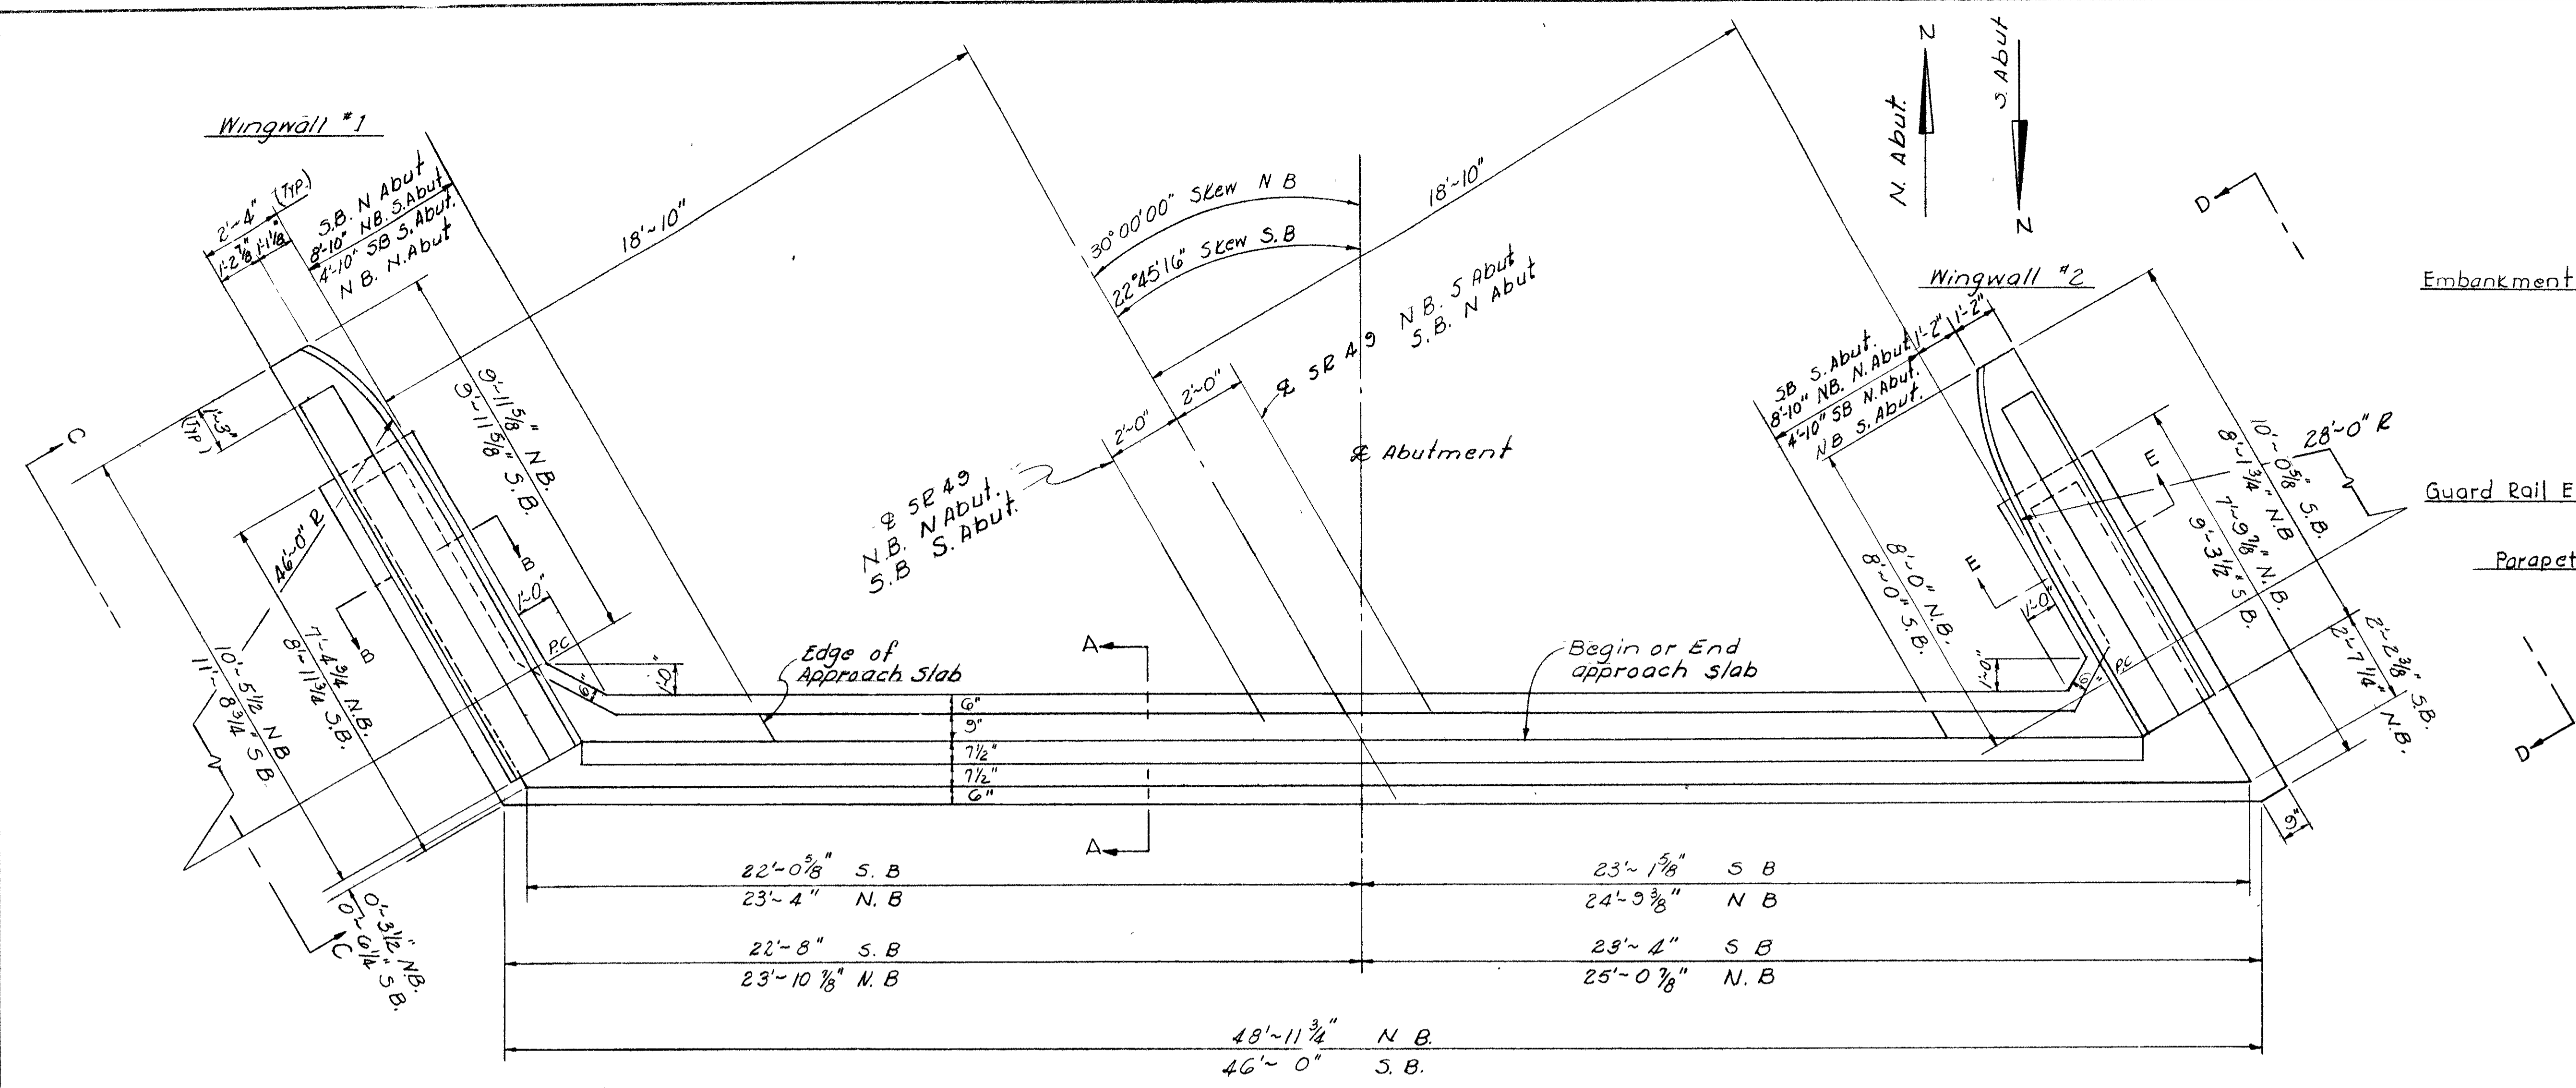 Wingwall #1
2'~4" (TYP.)
1'-2 7/8" 1'-1 1/8"
S.B. N Abut
8'-10" NB. S.Abut
4'-10" SB S.Abut.
N B. N.Abut
18'~10"
30°00'00" Skew N B
22°45'16" Skew S.B
18'~10"
N. Abut.
N
S. Abut
N
D
Embankment
Wingwall #2
SB S.Abut.
8'-10" NB. N.Abut.
4'-10" SB N.Abut.
NB S.Abut.
1'-2"
1'-2"
℄ SR 49 N B. S Abut
S. B. N Abut
2'~0"
2'~0"
℄ Abutment
℄ SR 49
N.B. N Abut.
S.B S. Abut.
1'~3"
(TYP)
C
9'~11 5/8" N B.
9'~11 5/8" S.B.
46'~0" R
B
B
1'~0"
P.C
6"
1'~0"
7'~4 3/4" N.B.
8'~11 3/4" S.B.
10'~5 1/2" N B
11'~8 3/4" S B.
0'~3 1/2" N.B.
0'~6 1/4" S B.
C
Edge of
Approach Slab
A
Begin or End
approach slab
6"
9"
7 1/2"
7 1/2"
6"
A
8'~0" N.B.
8'~0" S.B.
E
E
1'~0"
1'~0"
P.C
6"
28'~0" R
Guard Rail E
Parapet
10'~0 5/8" S.B.
8'~1 3/4" N.B
7'~9 7/8" N.B.
9'~3 1/2" S B.
2'~2 3/8" S.B.
2'~7 1/4" N.B.
D
9"
22'~0 5/8" S. B
23'~4" N. B
23'~1 5/8" S B
24'~9 3/8" N B
22'~8" S. B
23'~10 7/8" N. B
23'~4" S B
25'~0 7/8" N. B
48'~11 3/4" N B.
46'~0" S. B.